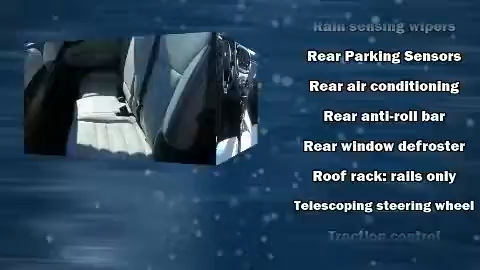 Rain sensing wipers
Rear Parking Sensors
Rear air conditioning
Rear anti-roll bar
Rear window defroster
Roof rack: rails only
Telescoping steering wheel
Traction control